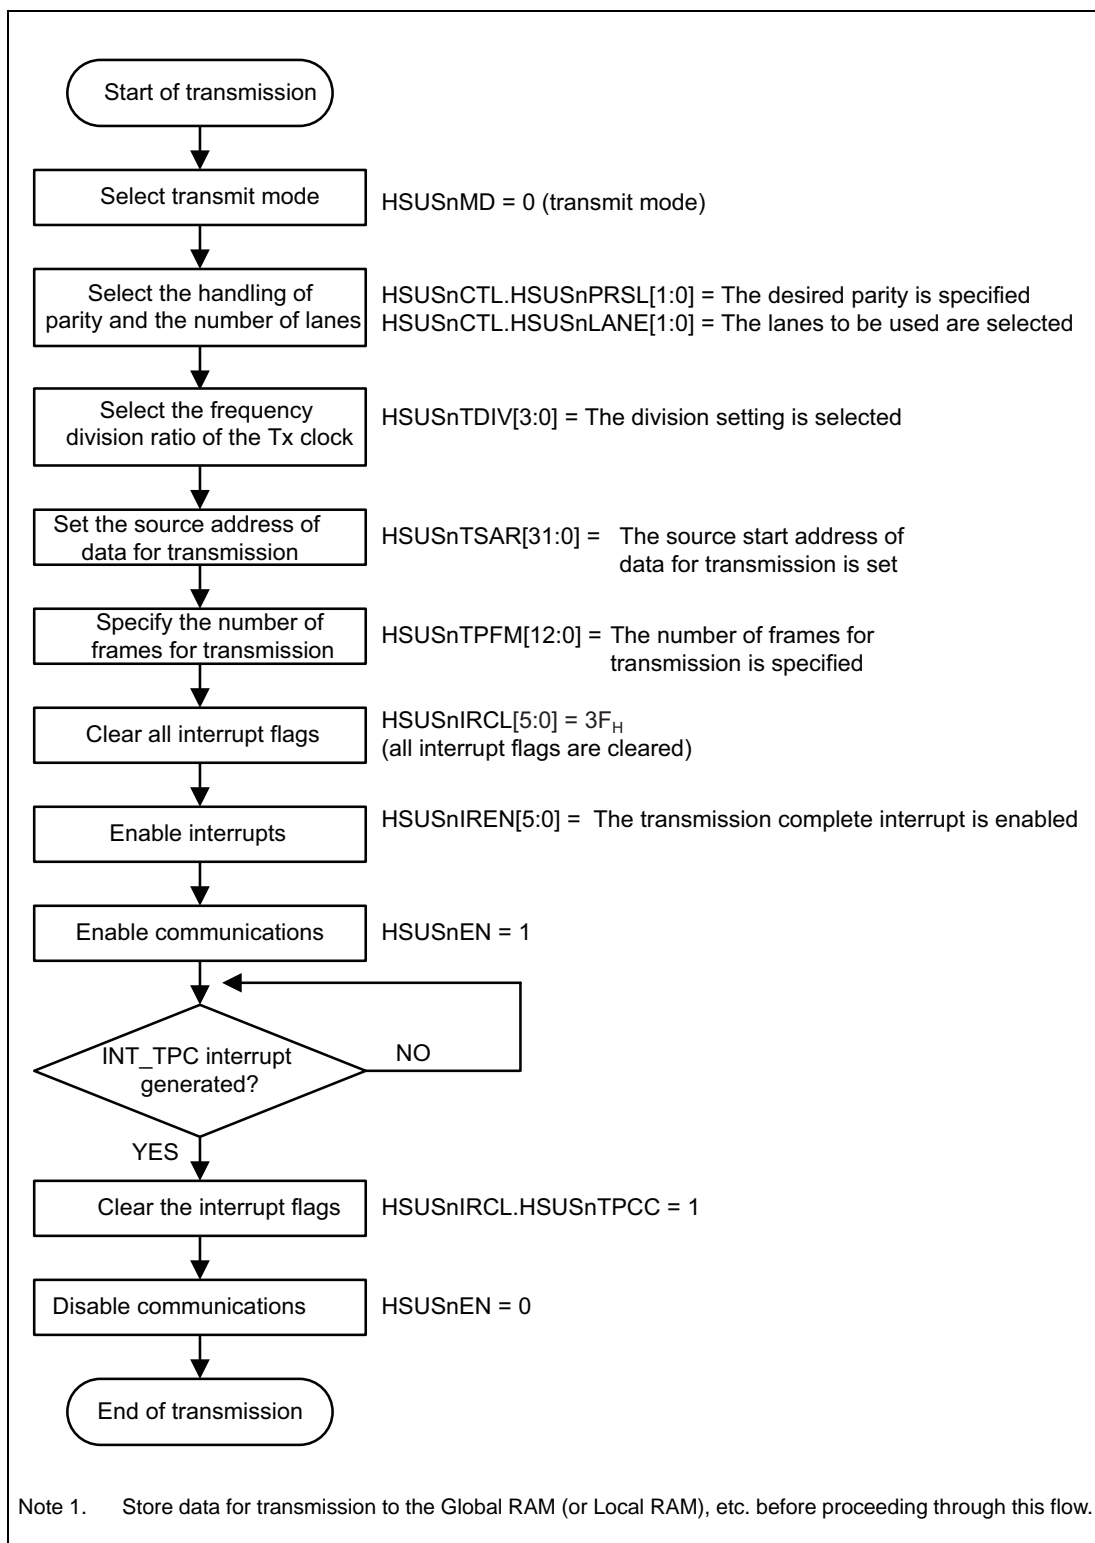 Start of transmission
Select transmit mode
HSUSnMD = 0 (transmit mode)
Select the handling of
parity and the number of lanes
HSUSnCTL.HSUSnPRSL[1:0] = The desired parity is specified
HSUSnCTL.HSUSnLANE[1:0] = The lanes to be used are selected
Select the frequency
division ratio of the Tx clock
HSUSnTDIV[3:0] = The division setting is selected
Set the source address of
data for transmission
HSUSnTSAR[31:0] = The source start address of
data for transmission is set
Specify the number of
frames for transmission
HSUSnTPFM[12:0] = The number of frames for
transmission is specified
Clear all interrupt flags
HSUSnIRCL[5:0] = 3FH
(all interrupt flags are cleared)
Enable interrupts
HSUSnIREN[5:0] = The transmission complete interrupt is enabled
Enable communications
HSUSnEN = 1
INT_TPC interrupt
generated?
NO
YES
Clear the interrupt flags
HSUSnIRCL.HSUSnTPCC = 1
Disable communications
HSUSnEN = 0
End of transmission
Note 1. Store data for transmission to the Global RAM (or Local RAM), etc. before proceeding through this flow.